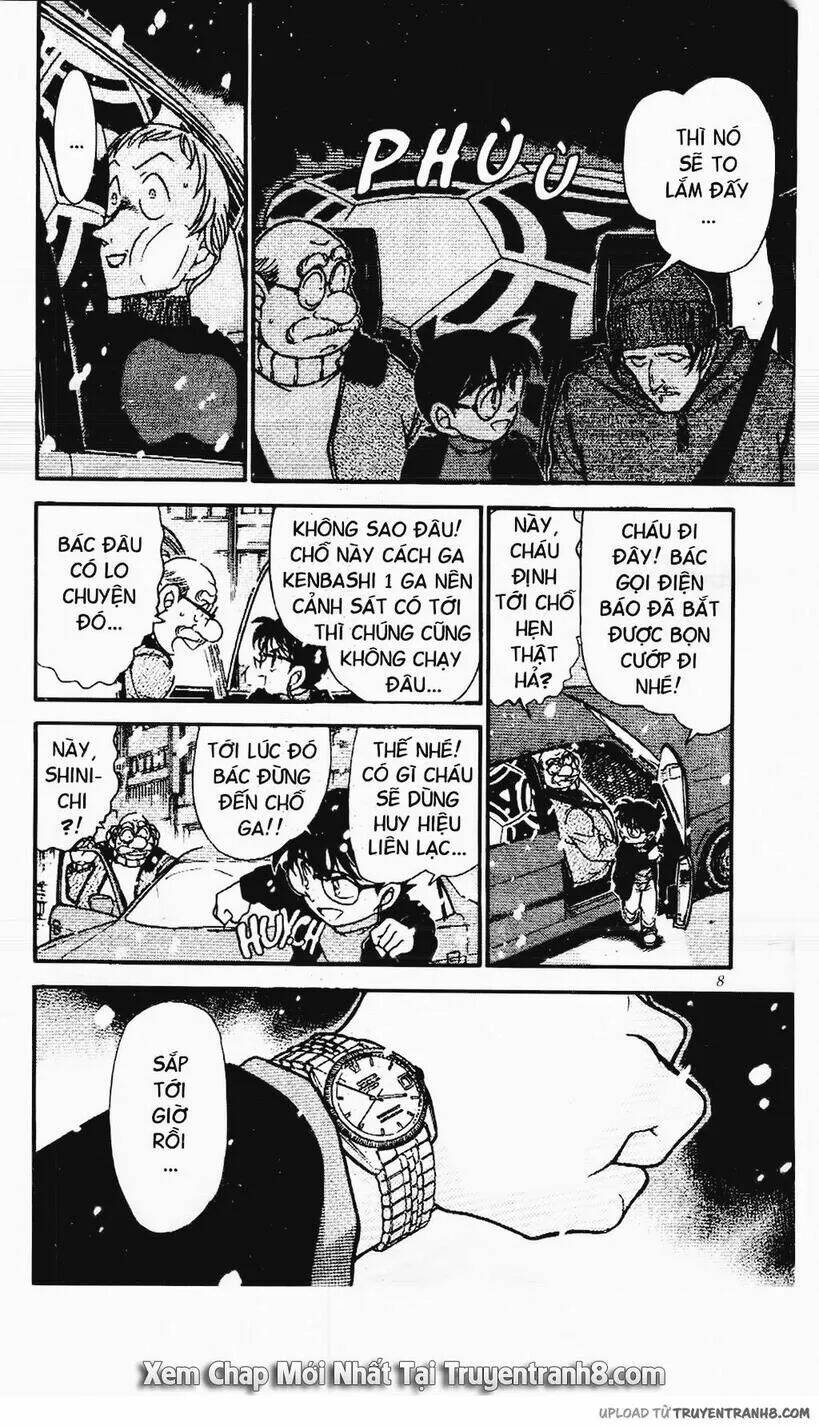 THÌ NÓ
SẼ TO
LẮM ĐẤY
...
PHÙÙ
...
CHÁU ĐI
ĐÂY! BÁC
GỌI ĐIỆN
BÁO ĐÃ BẮT
ĐƯỢC BỌN
CƯỚP ĐI
NHÉ!
NÀY,
CHÁU
ĐỊNH
TỚI CHỖ
HẸN
THẬT
HẢ?
KHÔNG SAO ĐÂU!
CHỖ NÀY CÁCH GA
KENBASHI 1 GA NÊN
CẢNH SÁT CÓ TỚI
THÌ CHÚNG CŨNG
KHÔNG CHẠY
ĐÂU...
BÁC ĐÂU
CÓ LO
CHUYỆN
ĐÓ...
THẾ NHÉ!
CÓ GÌ CHÁU
SẼ DÙNG
HUY HIỆU
LIÊN LẠC...
TỚI LÚC ĐÓ
BÁC ĐỪNG
ĐẾN CHỖ
GA!!
NÀY,
SHINI-
CHI
?!
HUỴCH
8
SẮP
TỚI
GIỜ
RỒI
...
Xem Chap Mới Nhất Tại Truyentranh8.com
UPLOAD TỪ TRUYENTRANH8.COM